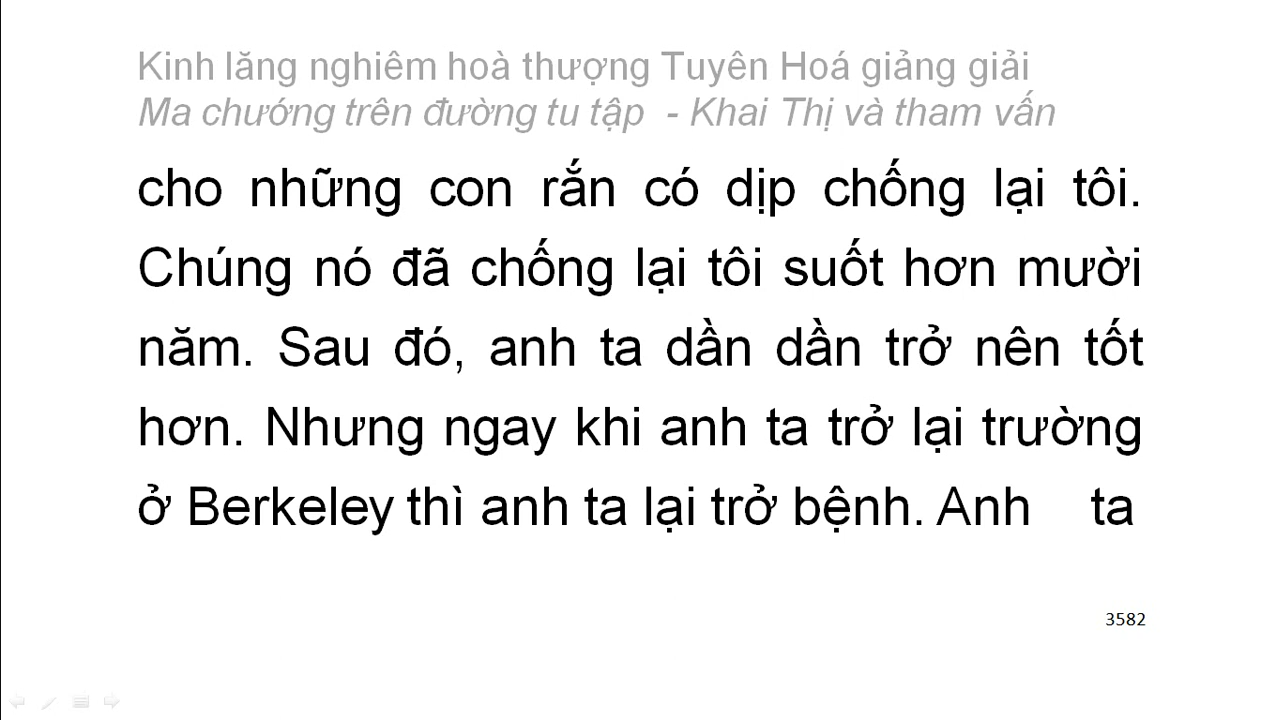 Kinh lăng nghiêm hoà thượng Tuyên Hoá giảng giải
Ma chướng trên đường tu tập - Khai Thị và tham vấn
cho những con rắn có dịp chống lại tôi.
Chúng nó đã chống lại tôi suốt hơn mười
năm. Sau đó, anh ta dần dần trở nên tốt
hơn. Nhưng ngay khi anh ta trở lại trường
ở Berkeley thì anh ta lại trở bệnh. Anh ta
3582